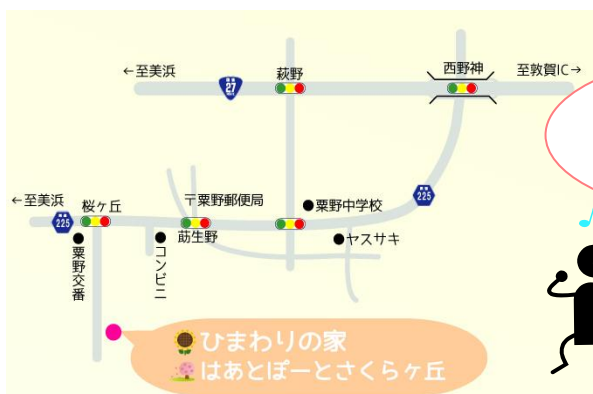 ←至美浜
萩野
西野神
至敦賀IC→
27
225
←至美浜
225
桜ヶ丘
〒粟野郵便局
莇生野
粟野中学校
ヤスサキ
粟野交番
コンビニ
ひまわりの家
はあとぽーとさくらヶ丘